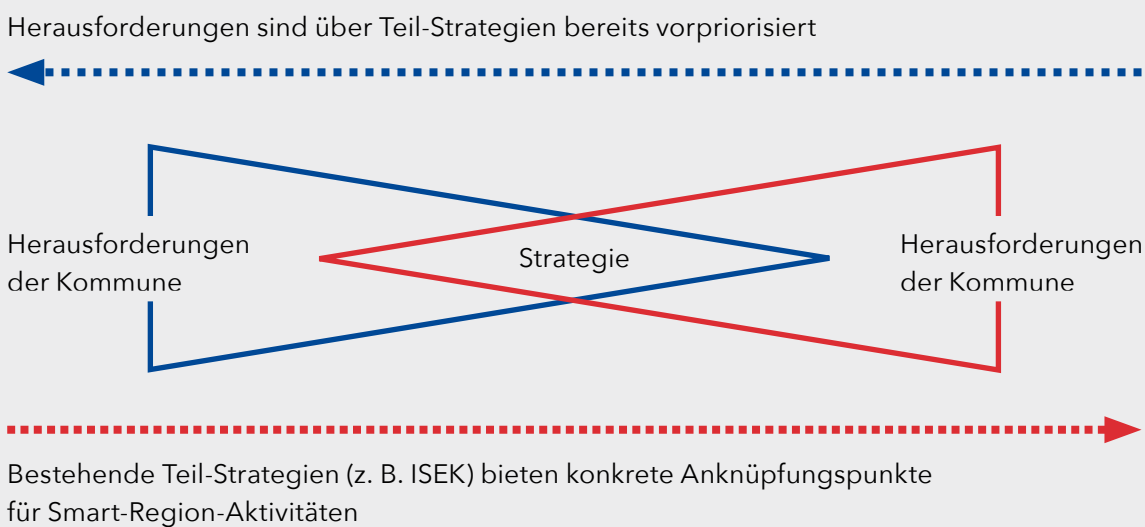 Herausforderungen sind über Teil-Strategien bereits vorpriorisiert
Herausforderungen
der Kommune
Strategie
Herausforderungen
der Kommune
Bestehende Teil-Strategien (z. B. ISEK) bieten konkrete Anknüpfungspunkte
für Smart-Region-Aktivitäten